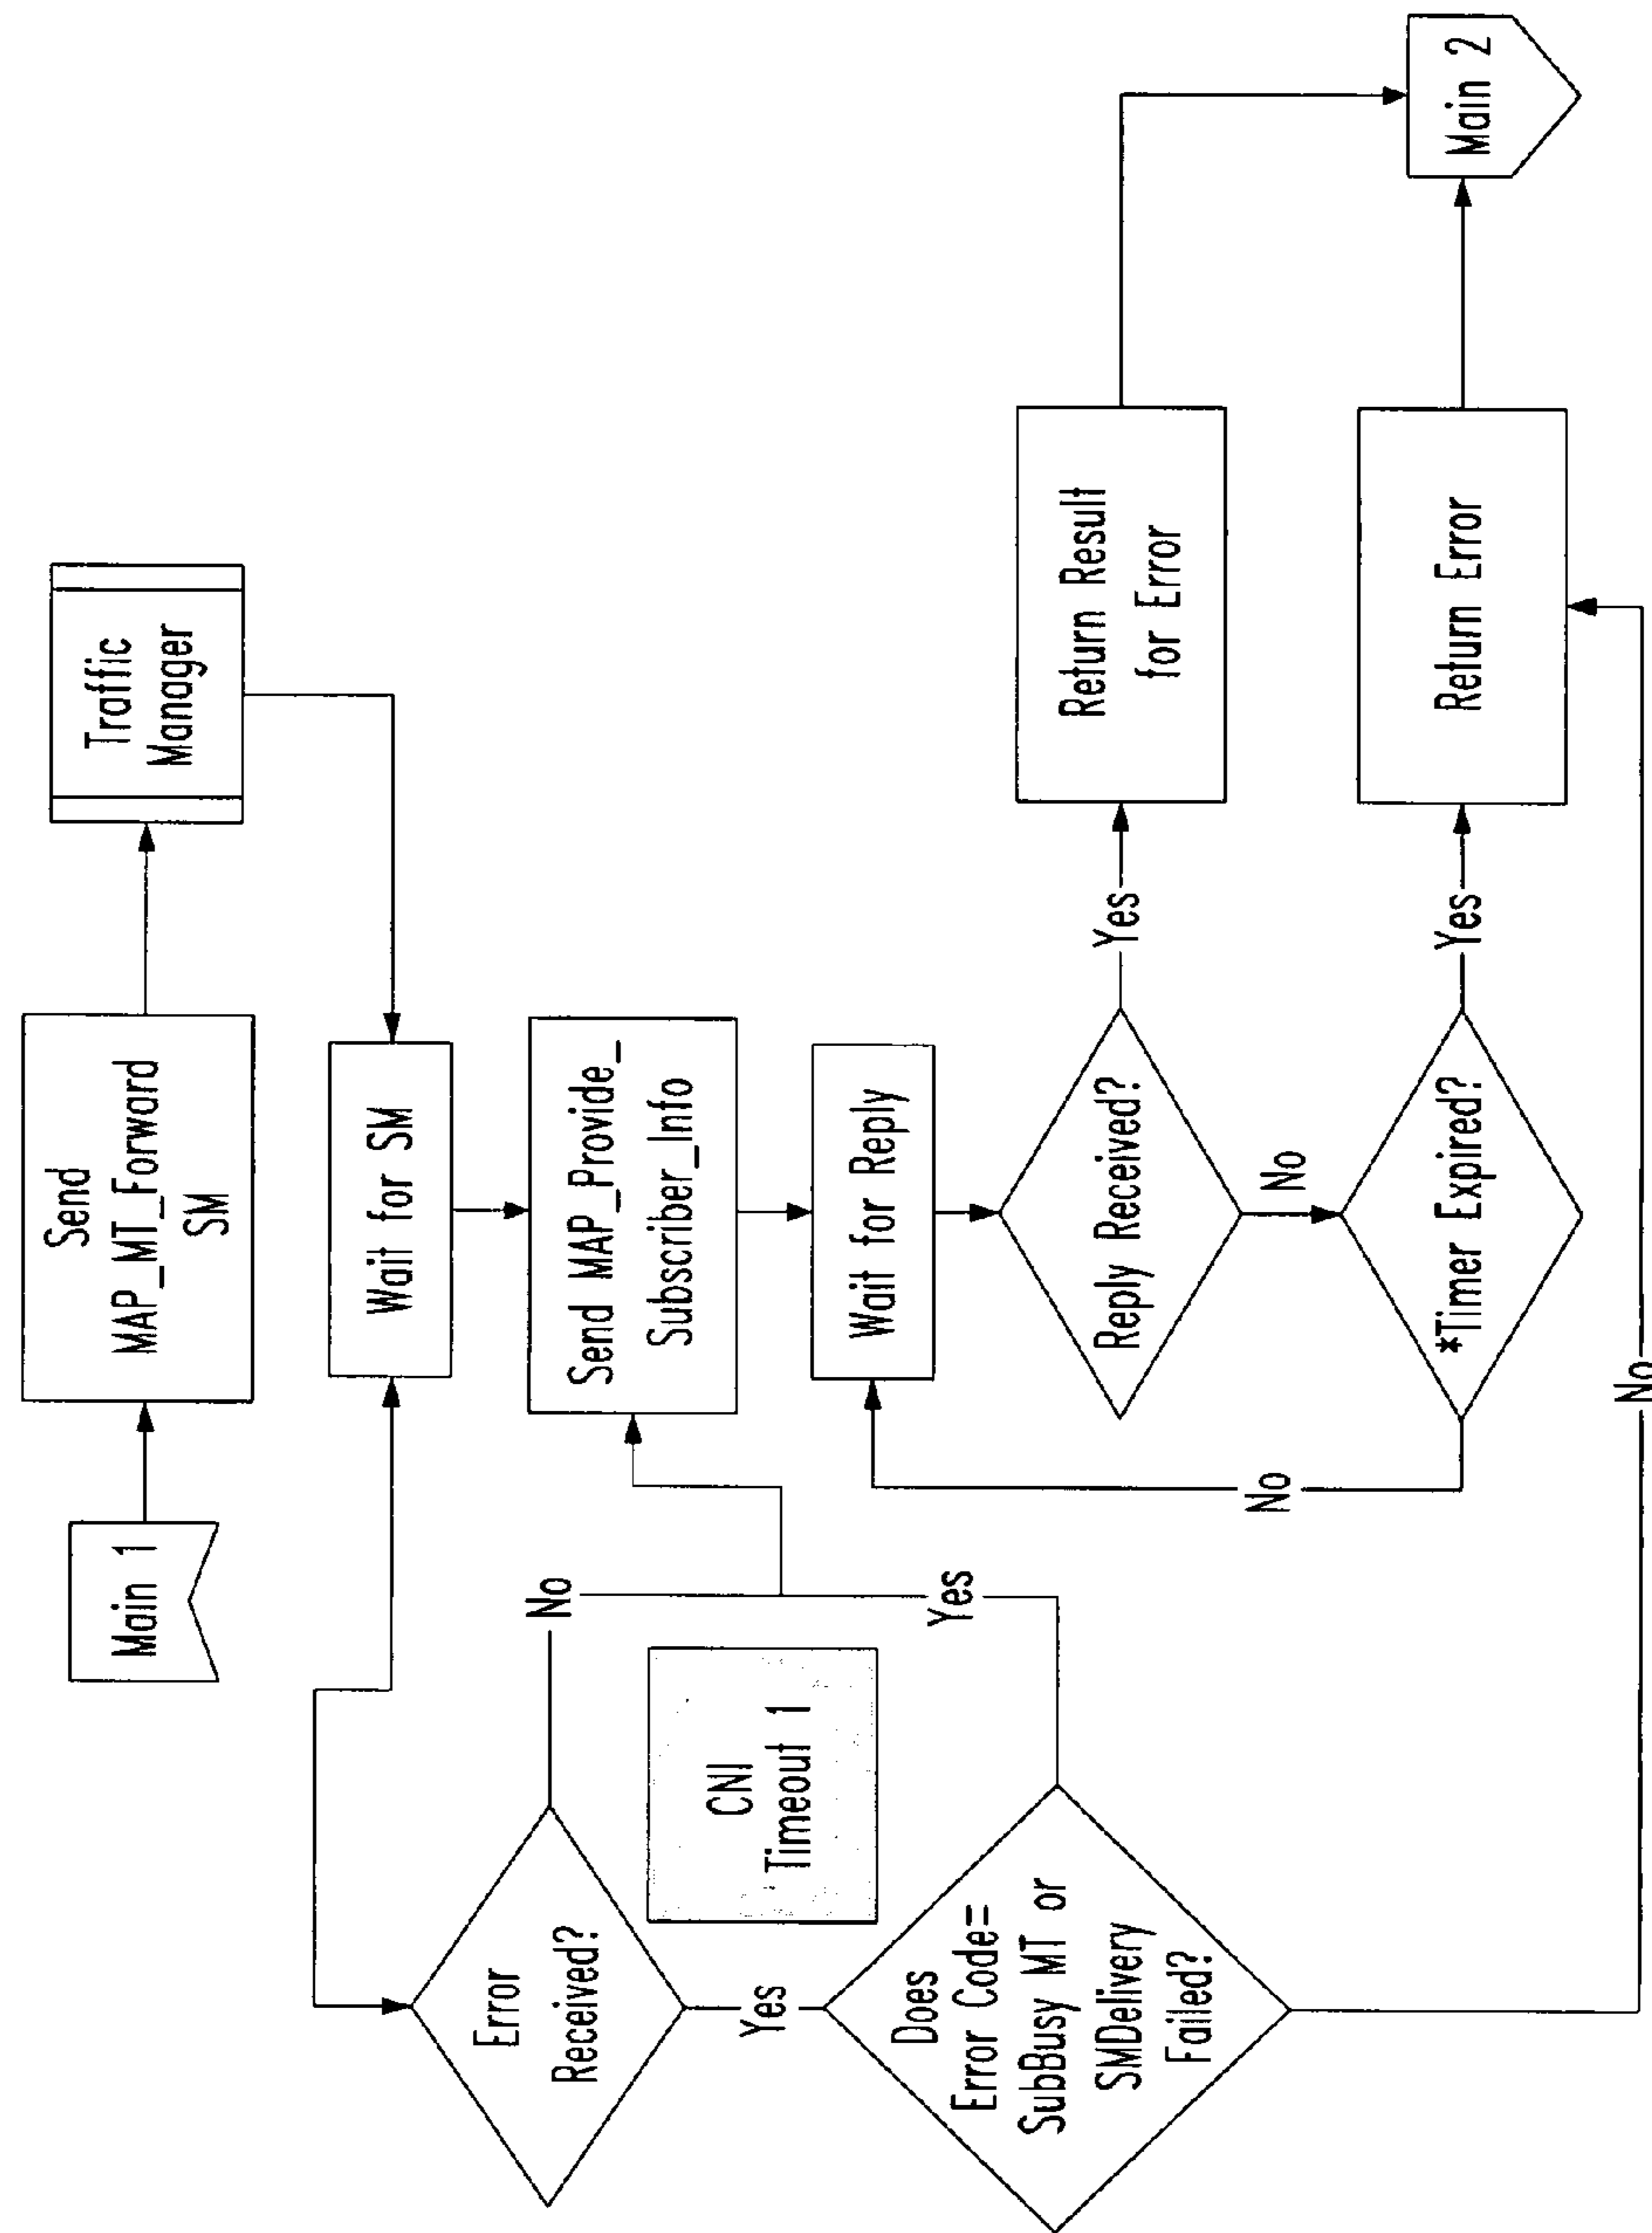 Main 1
Send
MAP_MT_Forward
SM
Traffic
Manager
Wait for SM
Error
Received?
No
Yes
CNI
Timeout 1
Does
Error Code=
SubBusy MT or
SMDelivery
Failed?
Yes
No
Send MAP_Provide_
Subscriber_Info
Wait for Reply
Reply Received?
Yes
No
Return Result
for Error
*Timer Expired?
No
Yes
Return Error
Main 2